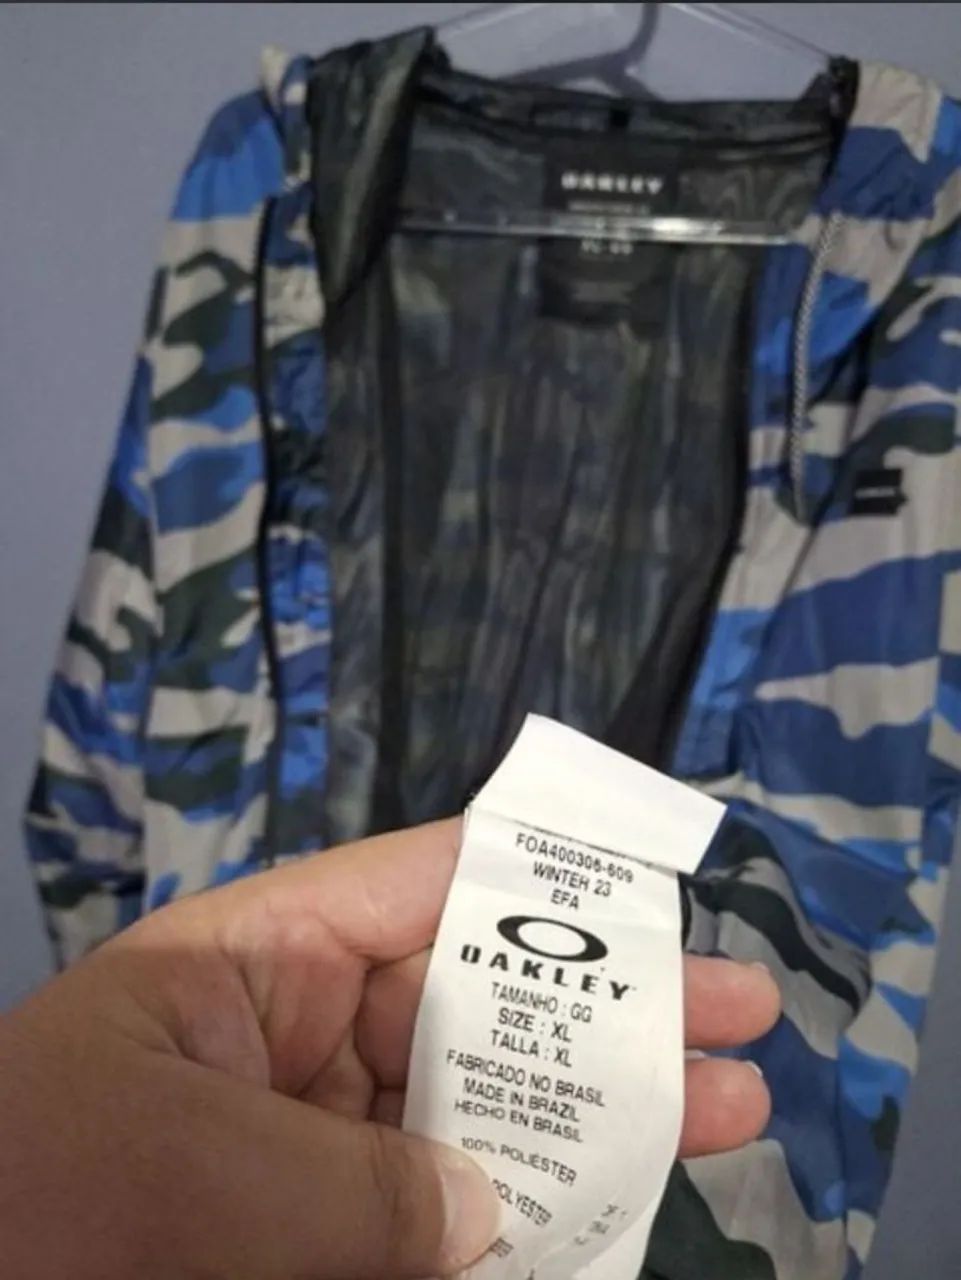 OAKLEY
FOA400306-609
WINTER 23
EFA
OAKLEY
TAMANHO : GG
SIZE : XL
TALLA : XL
FABRICADO NO BRASIL
MADE IN BRAZIL
HECHO EN BRASIL
100% POLIÉSTER
POLYESTER